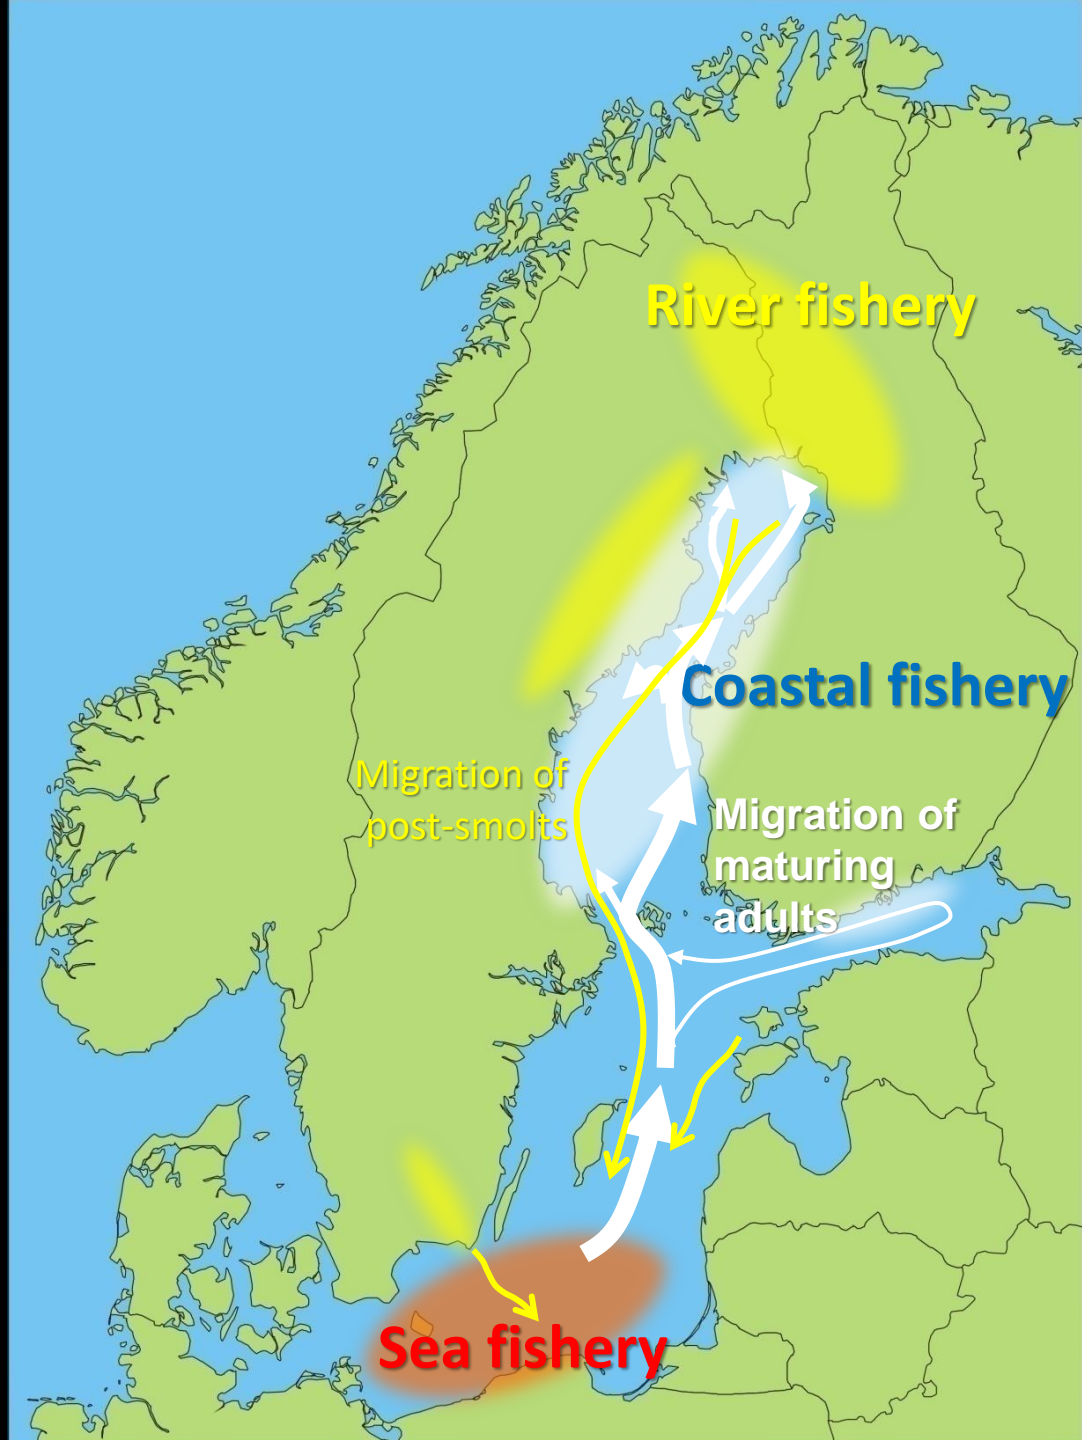 River fishery
Coastal fishery
Migration of
post-smolts
Migration of
maturing
adults
Sea fishery